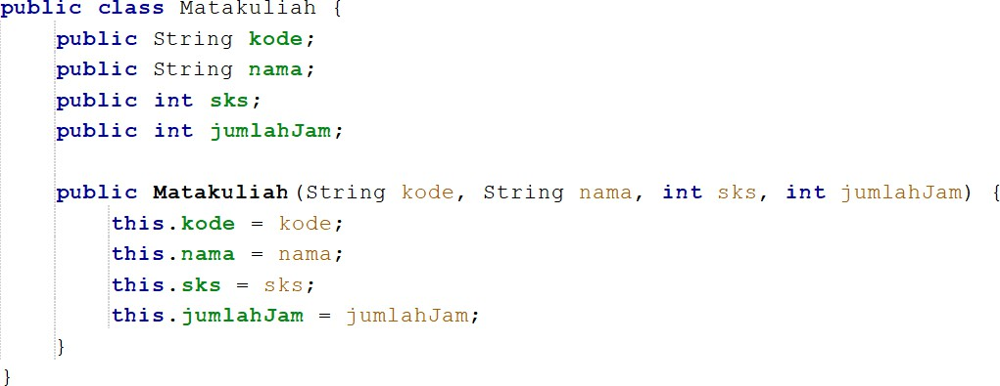 public class Matakuliah {
public String kode;
public String nama;
public int sks;
public int jumlahJam;
public Matakuliah(String kode, String nama, int sks, int jumlahJam) {
this.kode = kode;
this.nama = nama;
this.sks = sks;
this.jumlahJam = jumlahJam;
}
}